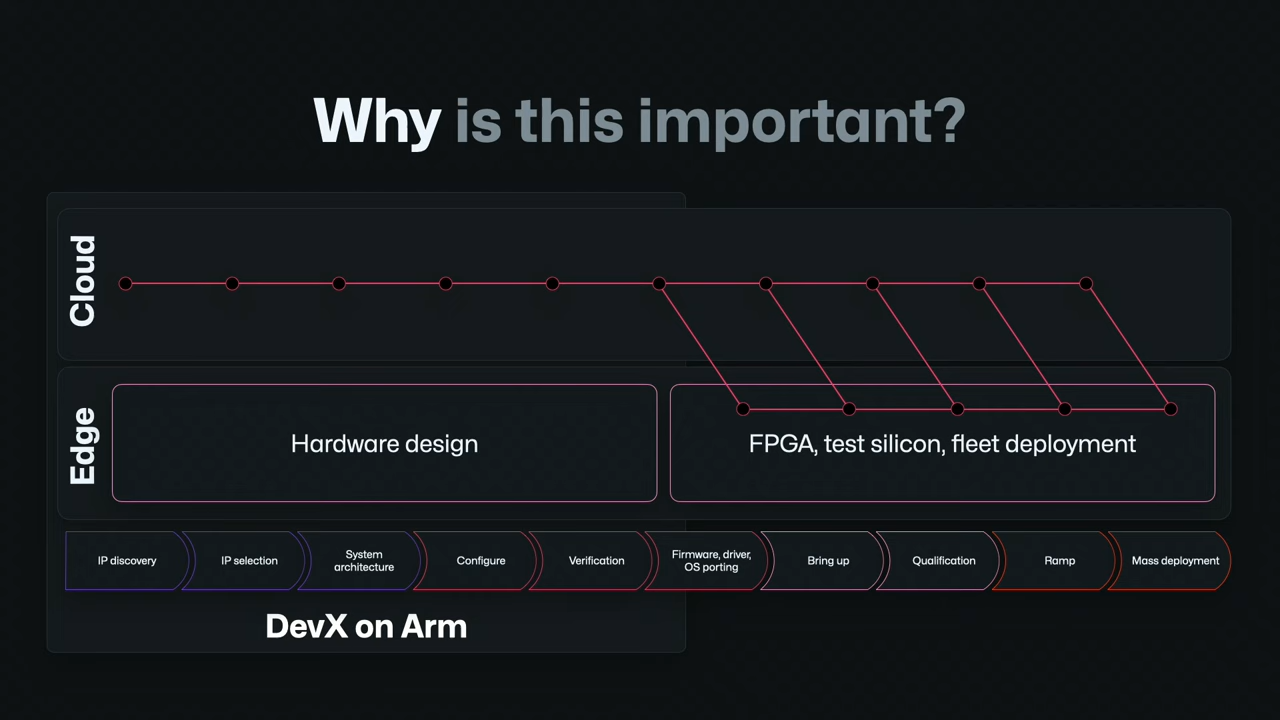 Why is this important?
Cloud
Edge
Hardware design
FPGA, test silicon, fleet deployment
IP discovery
IP selection
System
architecture
Configure
Verification
Firmware, driver,
OS porting
Bring up
Qualification
Ramp
Mass deployment
DevX on Arm